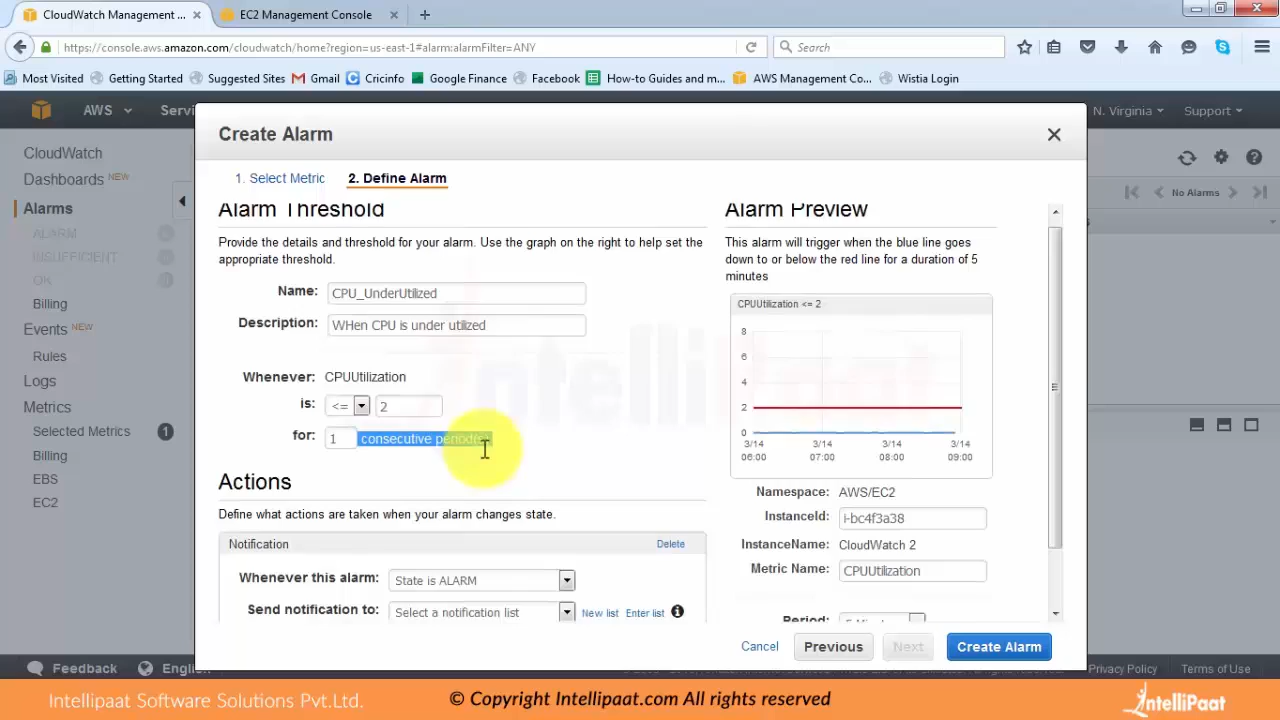 CloudWatch Management ...
EC2 Management Console
https://console.aws.amazon.com/cloudwatch/home?region=us-east-1#alarm:alarmFilter=ANY
Search
Most Visited
Getting Started
Suggested Sites
Gmail
Cricinfo
Google Finance
Facebook
How-to Guides and m...
AWS Management Co...
Wistia Login
AWS
Servi
N. Virginia
Support
CloudWatch
Dashboards NEW
Alarms
ALARM
INSUFFICIENT
OK
Billing
Events NEW
Rules
Logs
Metrics
Selected Metrics 1
Billing
EBS
EC2
No Alarms
Create Alarm
1. Select Metric
2. Define Alarm
Alarm Threshold
Provide the details and threshold for your alarm. Use the graph on the right to help set the
appropriate threshold.
Name: CPU_UnderUtilized
Description: WHen CPU is under utilized
Whenever: CPUUtilization
is: <= 2
for: 1 consecutive period(s)
Actions
Define what actions are taken when your alarm changes state.
Notification
Delete
Whenever this alarm: State is ALARM
Send notification to: Select a notification list New list Enter list
Alarm Preview
This alarm will trigger when the blue line goes
down to or below the red line for a duration of 5
minutes
CPUUtilization <= 2
8
6
4
2
0
3/14 3/14 3/14 3/14
06:00 07:00 08:00 09:00
Namespace: AWS/EC2
InstanceId: i-bc4f3a38
InstanceName: CloudWatch 2
Metric Name: CPUUtilization
Period:
Cancel
Previous
Next
Create Alarm
Feedback
English
Privacy Policy
Terms of Use
Intellipaat
Intellipaat Software Solutions Pvt.Ltd.
© Copyright Intellipaat.com All rights reserved
IntelliPaat